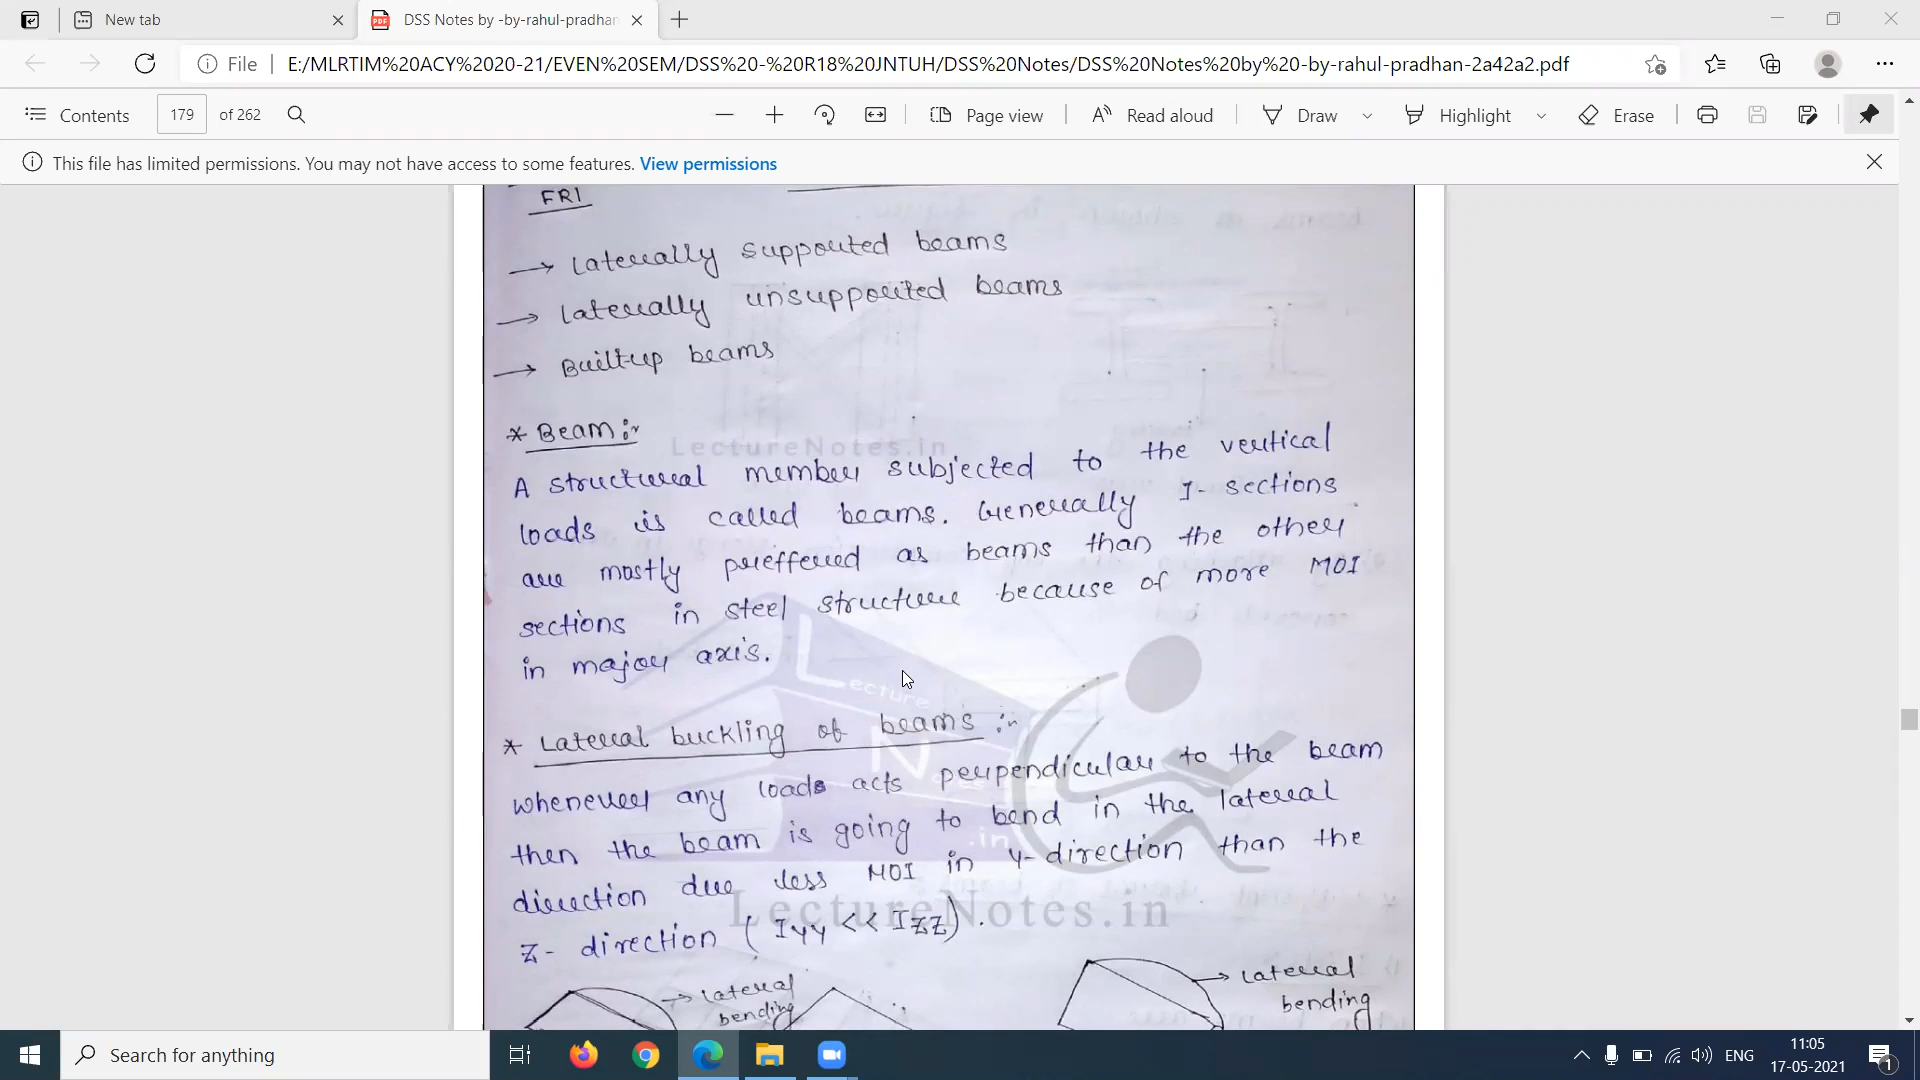 New tab
DSS Notes by -by-rahul-pradhan
File
E:/MLRTIM%20ACY%2020-21/EVEN%20SEM/DSS%20-%20R18%20JNTUH/DSS%20Notes/DSS%20Notes%20by%20-by-rahul-pradhan-2a42a2.pdf
Contents 179 of 262 Page view Read aloud Draw Highlight Erase
This file has limited permissions. You may not have access to some features. View permissions
FRI
→ Laterally supported beams
→ Laterally unsupported beams
→ Builtup beams
* Beam :-
LectureNotes.in
A structural member subjected to the vertical
loads is called beams. Generally I-sections
are mostly preffered as beams than the other
sections in steel structure because of more MOI
in major axis.
Lecture Notes .in
* Lateral buckling of beams :-
whenever any loads acts perpendicular to the beam
then the beam is going to bend in the lateral
direction due less MOI in y-direction than the
LectureNotes.in
Z- direction (Iyy << IZZ).
→ lateral bending
→ lateral bending
Search for anything
ENG
11:05
17-05-2021
1